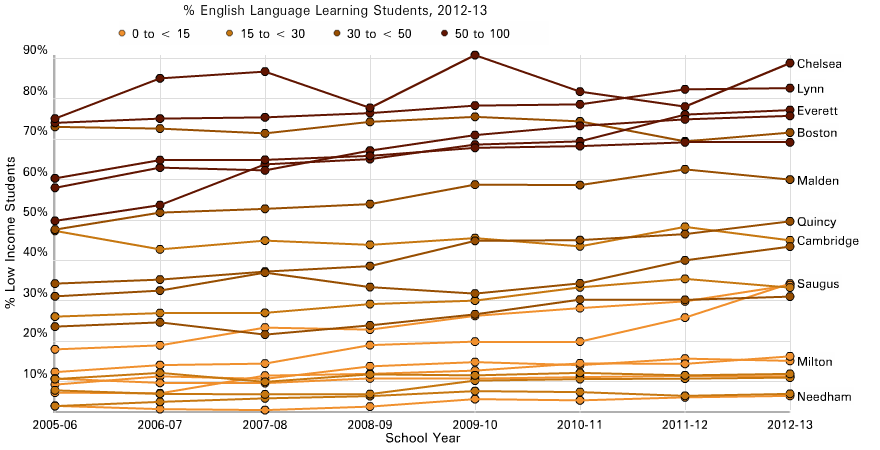 % English Language Learning Students, 2012-13
0 to < 15 15 to < 30 30 to < 50 50 to 100
90%
80%
70%
60%
50%
40%
30%
20%
10%
% Low Income Students
Chelsea
Lynn
Everett
Boston
Malden
Quincy
Cambridge
Saugus
Milton
Needham
2005-06 2006-07 2007-08 2008-09 2009-10 2010-11 2011-12 2012-13
School Year